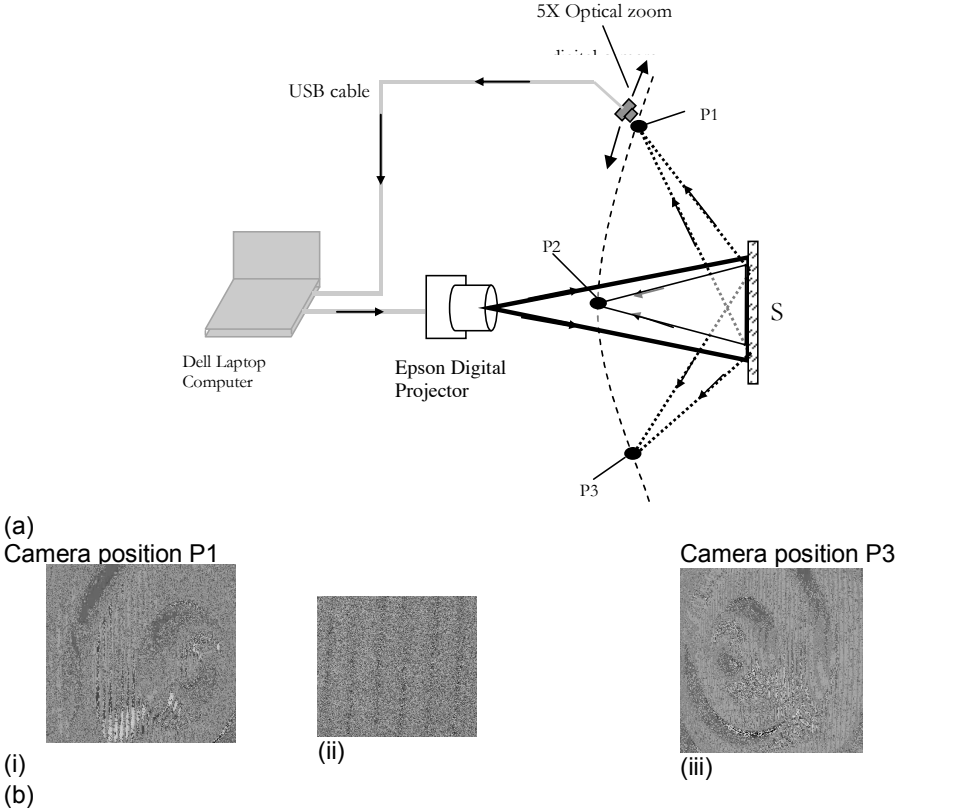 5X Optical zoom
USB cable
P1
P2
S
Dell Laptop
Computer
Epson Digital
Projector
P3
(a)
Camera position P1
Camera position P3
(i)
(ii)
(iii)
(b)